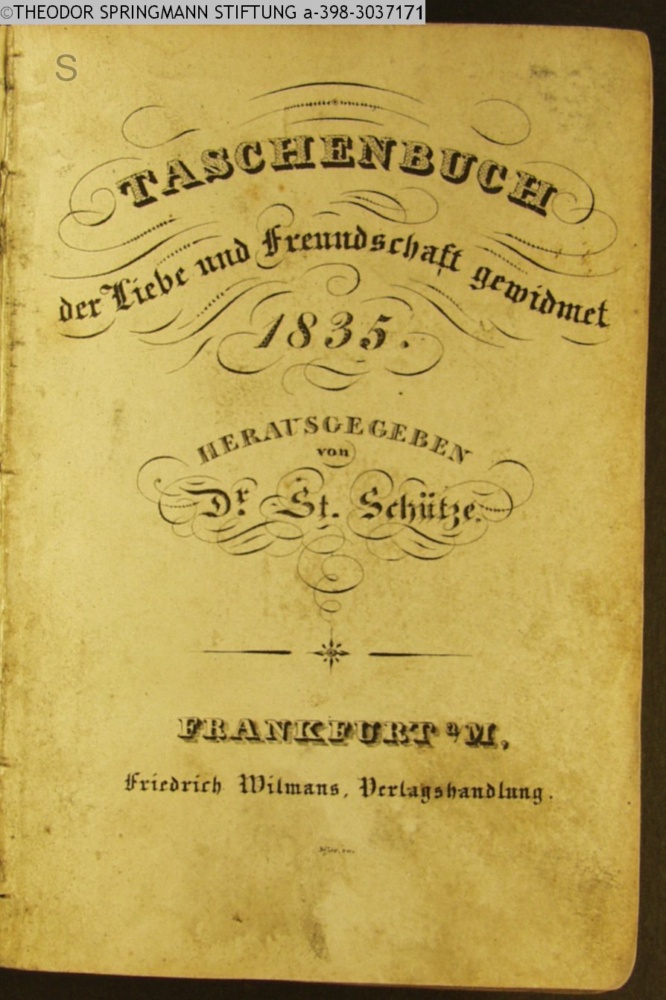 ©THEODOR SPRINGMANN STIFTUNG a-398-3037171
S
TASCHENBUCH
der Liebe und Freundschaft gewidmet
1835.
HERAUSGEGEBEN
von
Dr. St. Schütze.
FRANKFURT a/M,
Friedrich Wilmans, Verlagshandlung.